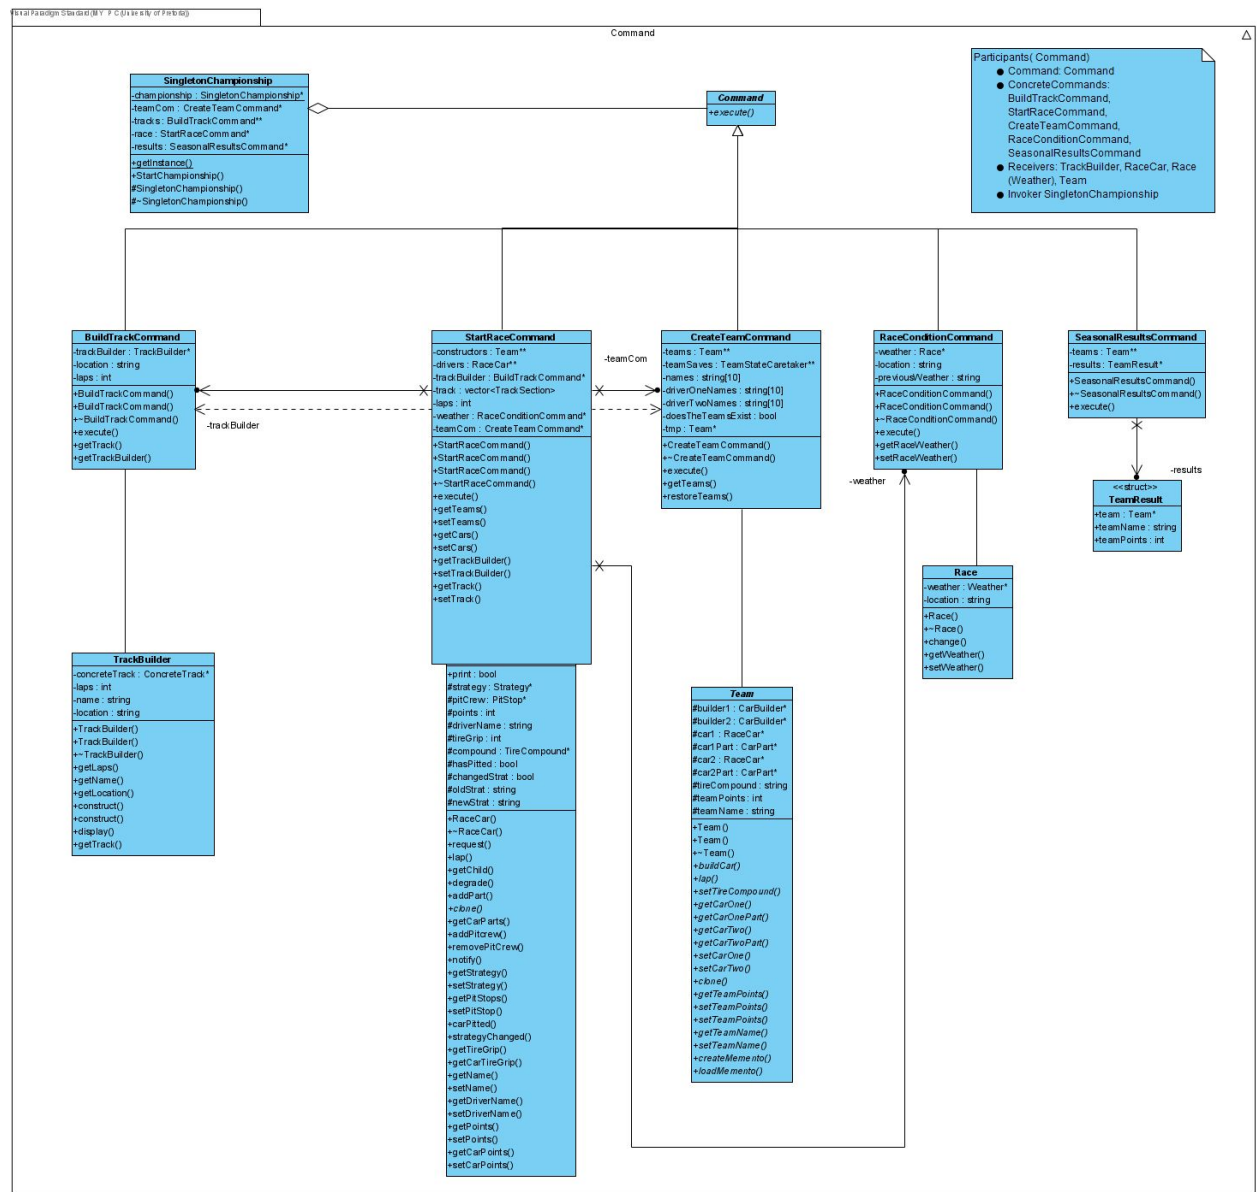 Visual Paradigm Standard(MY P C(University of Pretoria))
Command
SingletonChampionship
-championship : SingletonChampionship*
-teamCom : CreateTeamCommand*
-tracks : BuildTrackCommand**
-race : StartRaceCommand*
-results : SeasonalResultsCommand*
+getInstance()
+StartChampionship()
#SingletonChampionship()
#~SingletonChampionship()
Command
+execute()
Participants( Command)
● Command: Command
● ConcreteCommands:
BuildTrackCommand,
StartRaceCommand,
CreateTeamCommand,
RaceConditionCommand,
SeasonalResultsCommand
● Receivers: TrackBuilder, RaceCar, Race
(Weather), Team
● Invoker SingletonChampionship
BuildTrackCommand
-trackBuilder : TrackBuilder*
-location : string
-laps : int
+BuildTrackCommand()
+BuildTrackCommand()
+~BuildTrackCommand()
+execute()
+getTrack()
+getTrackBuilder()
-trackBuilder
StartRaceCommand
-constructors : Team**
-drivers : RaceCar**
-trackBuilder : BuildTrackCommand*
-track : vector<TrackSection>
-laps : int
-weather : RaceConditionCommand*
-teamCom : CreateTeamCommand*
+StartRaceCommand()
+StartRaceCommand()
+StartRaceCommand()
+~StartRaceCommand()
+execute()
+getTeams()
+setTeams()
+getCars()
+setCars()
+getTrackBuilder()
+setTrackBuilder()
+getTrack()
+setTrack()
-teamCom
CreateTeamCommand
-teams : Team**
-teamSaves : TeamStateCaretaker**
-names : string[10]
-driverOneNames : string[10]
-driverTwoNames : string[10]
-doesTheTeamsExist : bool
-tmp : Team*
+CreateTeamCommand()
+~CreateTeamCommand()
+execute()
+getTeams()
+restoreTeams()
RaceConditionCommand
-weather : Race*
-location : string
-previousWeather : string
+RaceConditionCommand()
+RaceConditionCommand()
+~RaceConditionCommand()
+execute()
+getRaceWeather()
+setRaceWeather()
-weather
SeasonalResultsCommand
-teams : Team**
-results : TeamResult*
+SeasonalResultsCommand()
+~SeasonalResultsCommand()
+execute()
-results
<<struct>>
TeamResult
+team : Team*
+teamName : string
+teamPoints : int
Race
-weather : Weather*
-location : string
+Race()
+~Race()
+change()
+getWeather()
+setWeather()
TrackBuilder
-concreteTrack : ConcreteTrack*
-laps : int
-name : string
-location : string
+TrackBuilder()
+TrackBuilder()
+~TrackBuilder()
+getLaps()
+getName()
+getLocation()
+construct()
+construct()
+display()
+getTrack()
+print : bool
#strategy : Strategy*
#pitCrew : PitStop*
#points : int
#driverName : string
#tireGrip : int
#compound : TireCompound*
#hasPitted : bool
#changedStrat : bool
#oldStrat : string
#newStrat : string
+RaceCar()
+~RaceCar()
+request()
+lap()
+getChild()
+degrade()
+addPart()
+clone()
+getCarParts()
+addPitcrew()
+removePitCrew()
+notify()
+getStrategy()
+setStrategy()
+getPitStops()
+setPitStop()
+carPitted()
+strategyChanged()
+getTireGrip()
+getCarTireGrip()
+getName()
+setName()
+getDriverName()
+setDriverName()
+getPoints()
+setPoints()
+getCarPoints()
+setCarPoints()
Team
#builder1 : CarBuilder*
#builder2 : CarBuilder*
#car1 : RaceCar*
#car1Part : CarPart*
#car2 : RaceCar*
#car2Part : CarPart*
#tireCompound : string
#teamPoints : int
#teamName : string
+Team()
+Team()
+~Team()
+buildCar()
+lap()
+setTireCompound()
+getCarOne()
+getCarOnePart()
+getCarTwo()
+getCarTwoPart()
+setCarOne()
+setCarTwo()
+clone()
+getTeamPoints()
+setTeamPoints()
+setTeamPoints()
+getTeamName()
+setTeamName()
+createMemento()
+loadMemento()